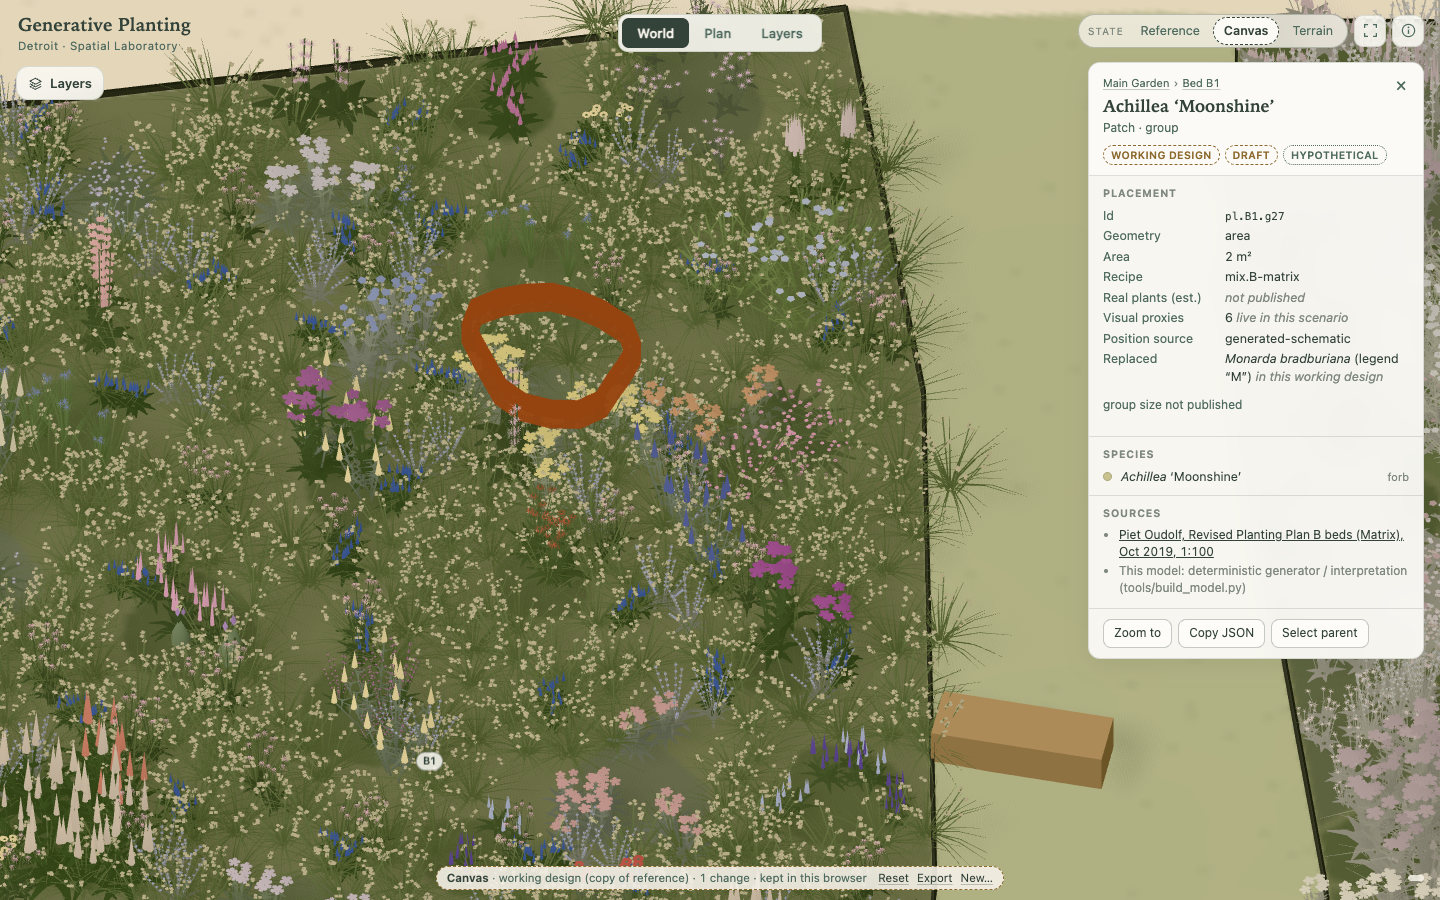 Generative Planting
Detroit · Spatial Laboratory
Layers
World Plan Layers
STATE Reference Canvas Terrain
Main Garden › Bed B1
Achillea ‘Moonshine’
Patch · group
WORKING DESIGN DRAFT HYPOTHETICAL
PLACEMENT
Id pl.B1.g27
Geometry area
Area 2 m²
Recipe mix.B-matrix
Real plants (est.) not published
Visual proxies 6 live in this scenario
Position source generated-schematic
Replaced Monarda bradburiana (legend
“M”) in this working design
group size not published
SPECIES
Achillea ‘Moonshine’ forb
SOURCES
• Piet Oudolf, Revised Planting Plan B beds (Matrix),
Oct 2019, 1:100
• This model: deterministic generator / interpretation
(tools/build_model.py)
Zoom to Copy JSON Select parent
B1
Canvas · working design (copy of reference) · 1 change · kept in this browser Reset Export New…